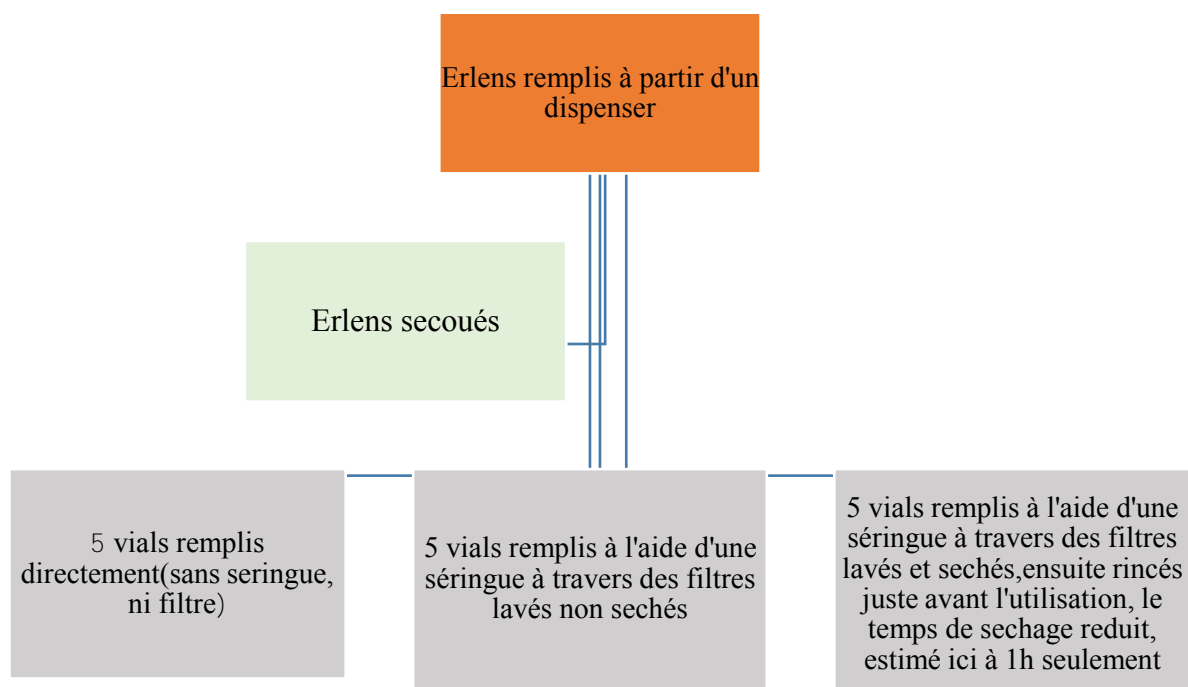 Erlens remplis à partir d'un
dispenser
Erlens secoués
5 vials remplis
directement(sans seringue,
ni filtre)
5 vials remplis à l'aide d'une
séringue à travers des filtres
lavés non sechés
5 vials remplis à l'aide d'une
séringue à travers des filtres
lavés et sechés,ensuite rincés
juste avant l'utilisation, le
temps de sechage reduit,
estimé ici à 1h seulement